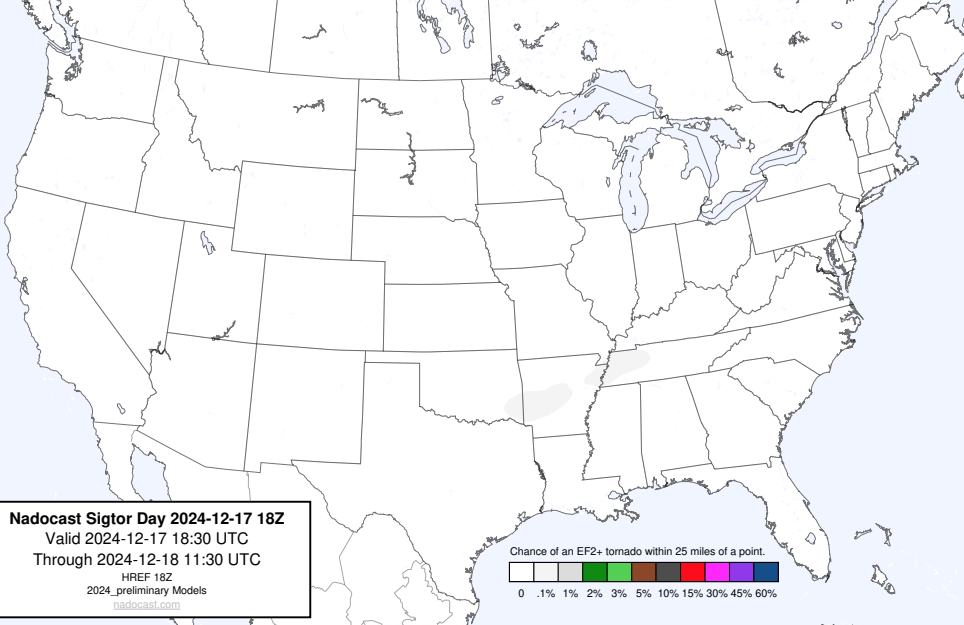 Nadocast Sigtor Day 2024-12-17 18Z
Valid 2024-12-17 18:30 UTC
Through 2024-12-18 11:30 UTC
HREF 18Z
2024_preliminary Models
nadocast.com
Chance of an EF2+ tornado within 25 miles of a point.
0 .1% 1% 2% 3% 5% 10% 15% 30% 45% 60%